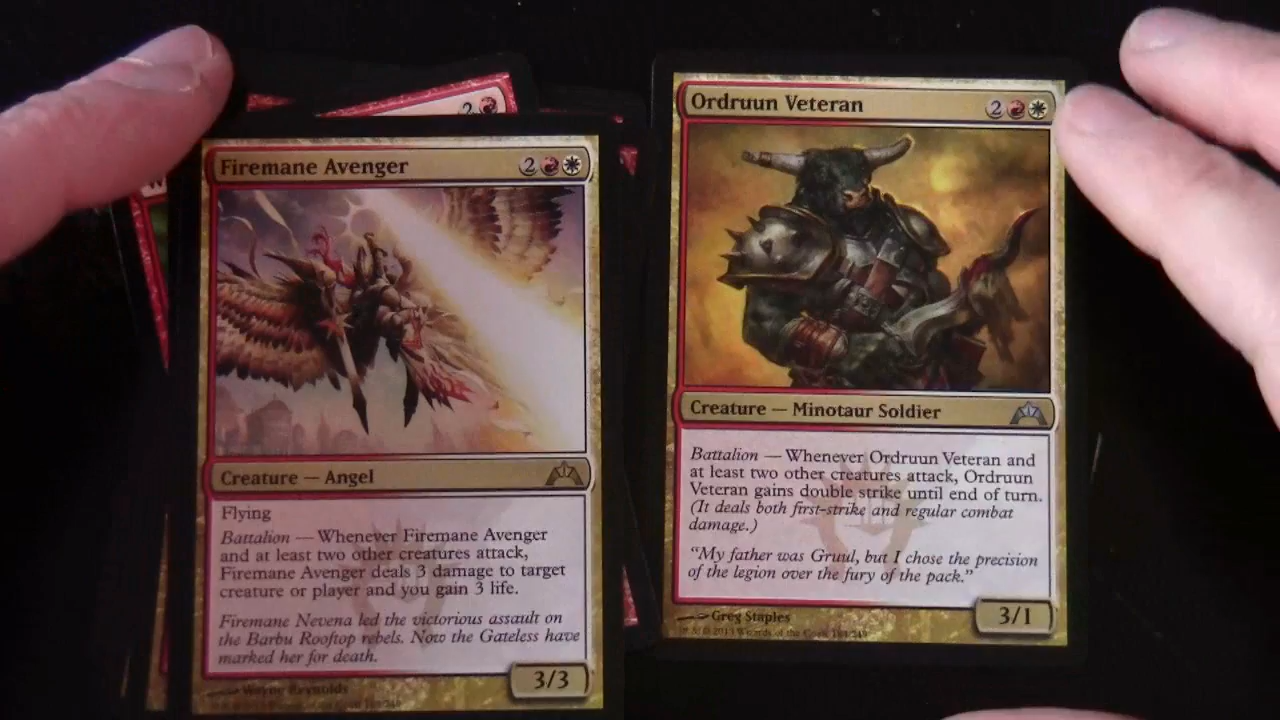 2
Firemane Avenger
2
Creature — Angel
Flying
Battalion — Whenever Firemane Avenger
and at least two other creatures attack,
Firemane Avenger deals 3 damage to target
creature or player and you gain 3 life.
Firemane Nevena led the victorious assault on
the Barbu Rooftop rebels. Now the Gateless have
marked her for death.
Wayne Reynolds
3/3
Ordruun Veteran
2
Creature — Minotaur Soldier
Battalion — Whenever Ordruun Veteran and
at least two other creatures attack, Ordruun
Veteran gains double strike until end of turn.
(It deals both first-strike and regular combat
damage.)
"My father was Gruul, but I chose the precision
of the legion over the fury of the pack."
Greg Staples
3/1